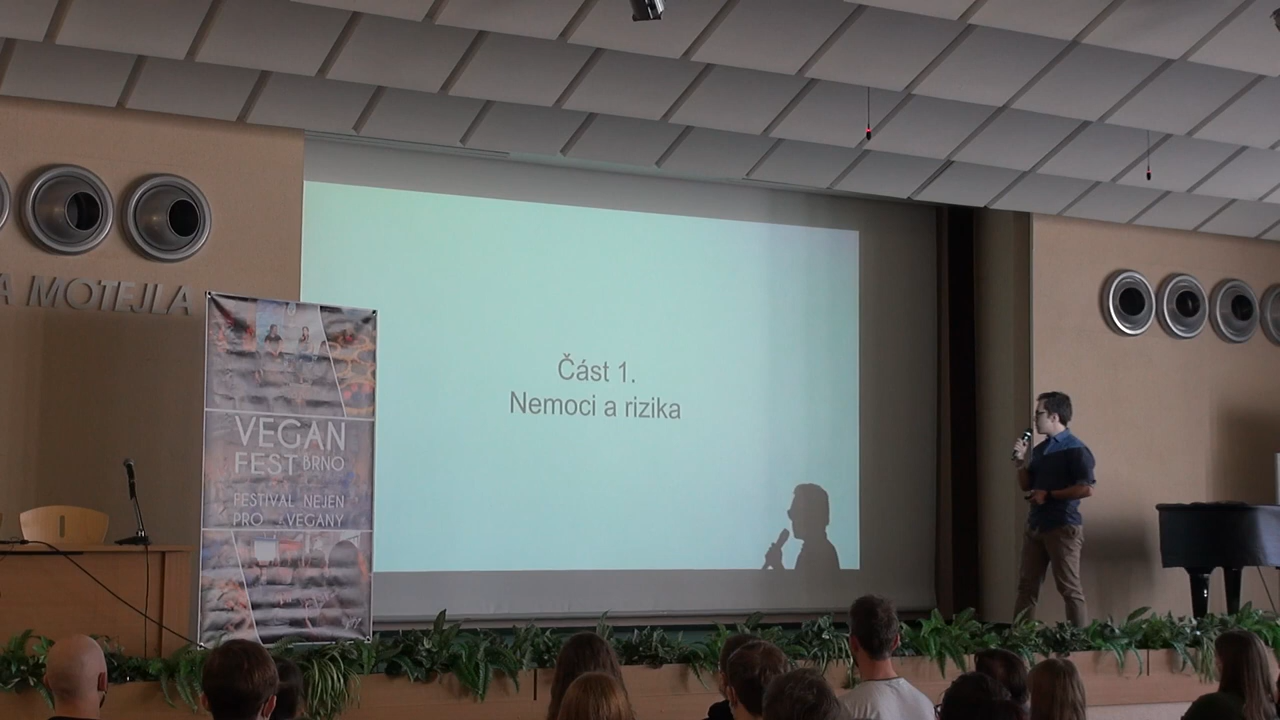 A MOTEJLA
VEGAN
FEST BRNO
FESTIVAL NEJEN
PRO VEGANY
Část 1.
Nemoci a rizika